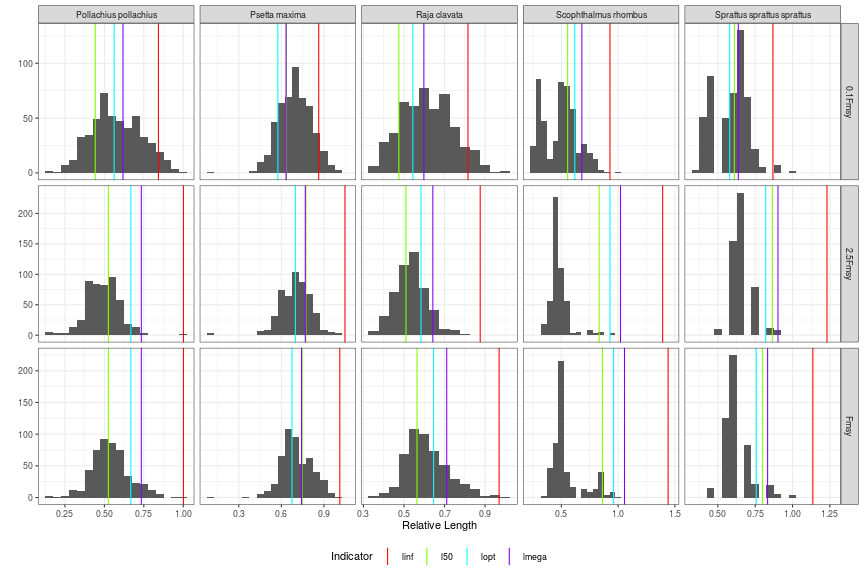 Pollachius pollachius Psetta maxima Raja clavata Scophthalmus rhombus Sprattus sprattus sprattus
100
50
0
0.1Fmsy
200
150
100
50
0
2.5Fmsy
200
150
100
50
0
Fmsy
0.25 0.50 0.75 1.00 0.3 0.6 0.9 0.3 0.5 0.7 0.9 0.5 1.0 1.5 0.50 0.75 1.00 1.25
Relative Length
Indicator linf l50 lopt lmega